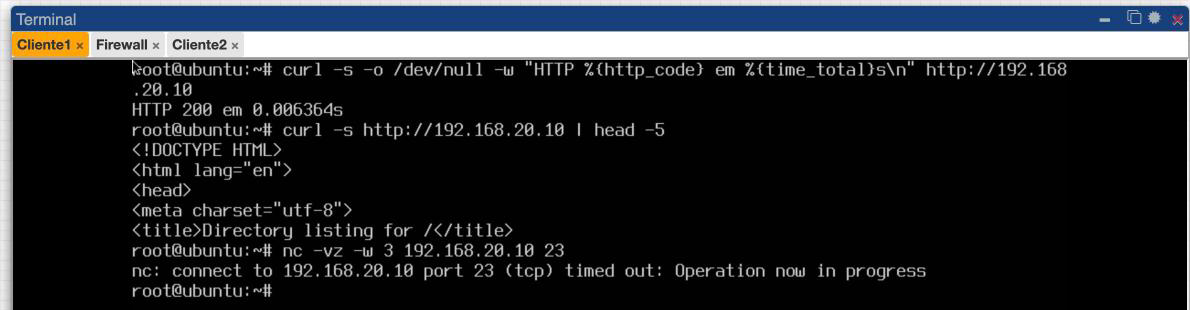 Terminal
Cliente1 × Firewall × Cliente2 ×
root@ubuntu:~# curl -s -o /dev/null -w "HTTP %{http_code} em %{time_total}s\n" http://192.168
.20.10
HTTP 200 em 0.006364s
root@ubuntu:~# curl -s http://192.168.20.10 | head -5
<!DOCTYPE HTML>
<html lang="en">
<head>
<meta charset="utf-8">
<title>Directory listing for /</title>
root@ubuntu:~# nc -vz -w 3 192.168.20.10 23
nc: connect to 192.168.20.10 port 23 (tcp) timed out: Operation now in progress
root@ubuntu:~#